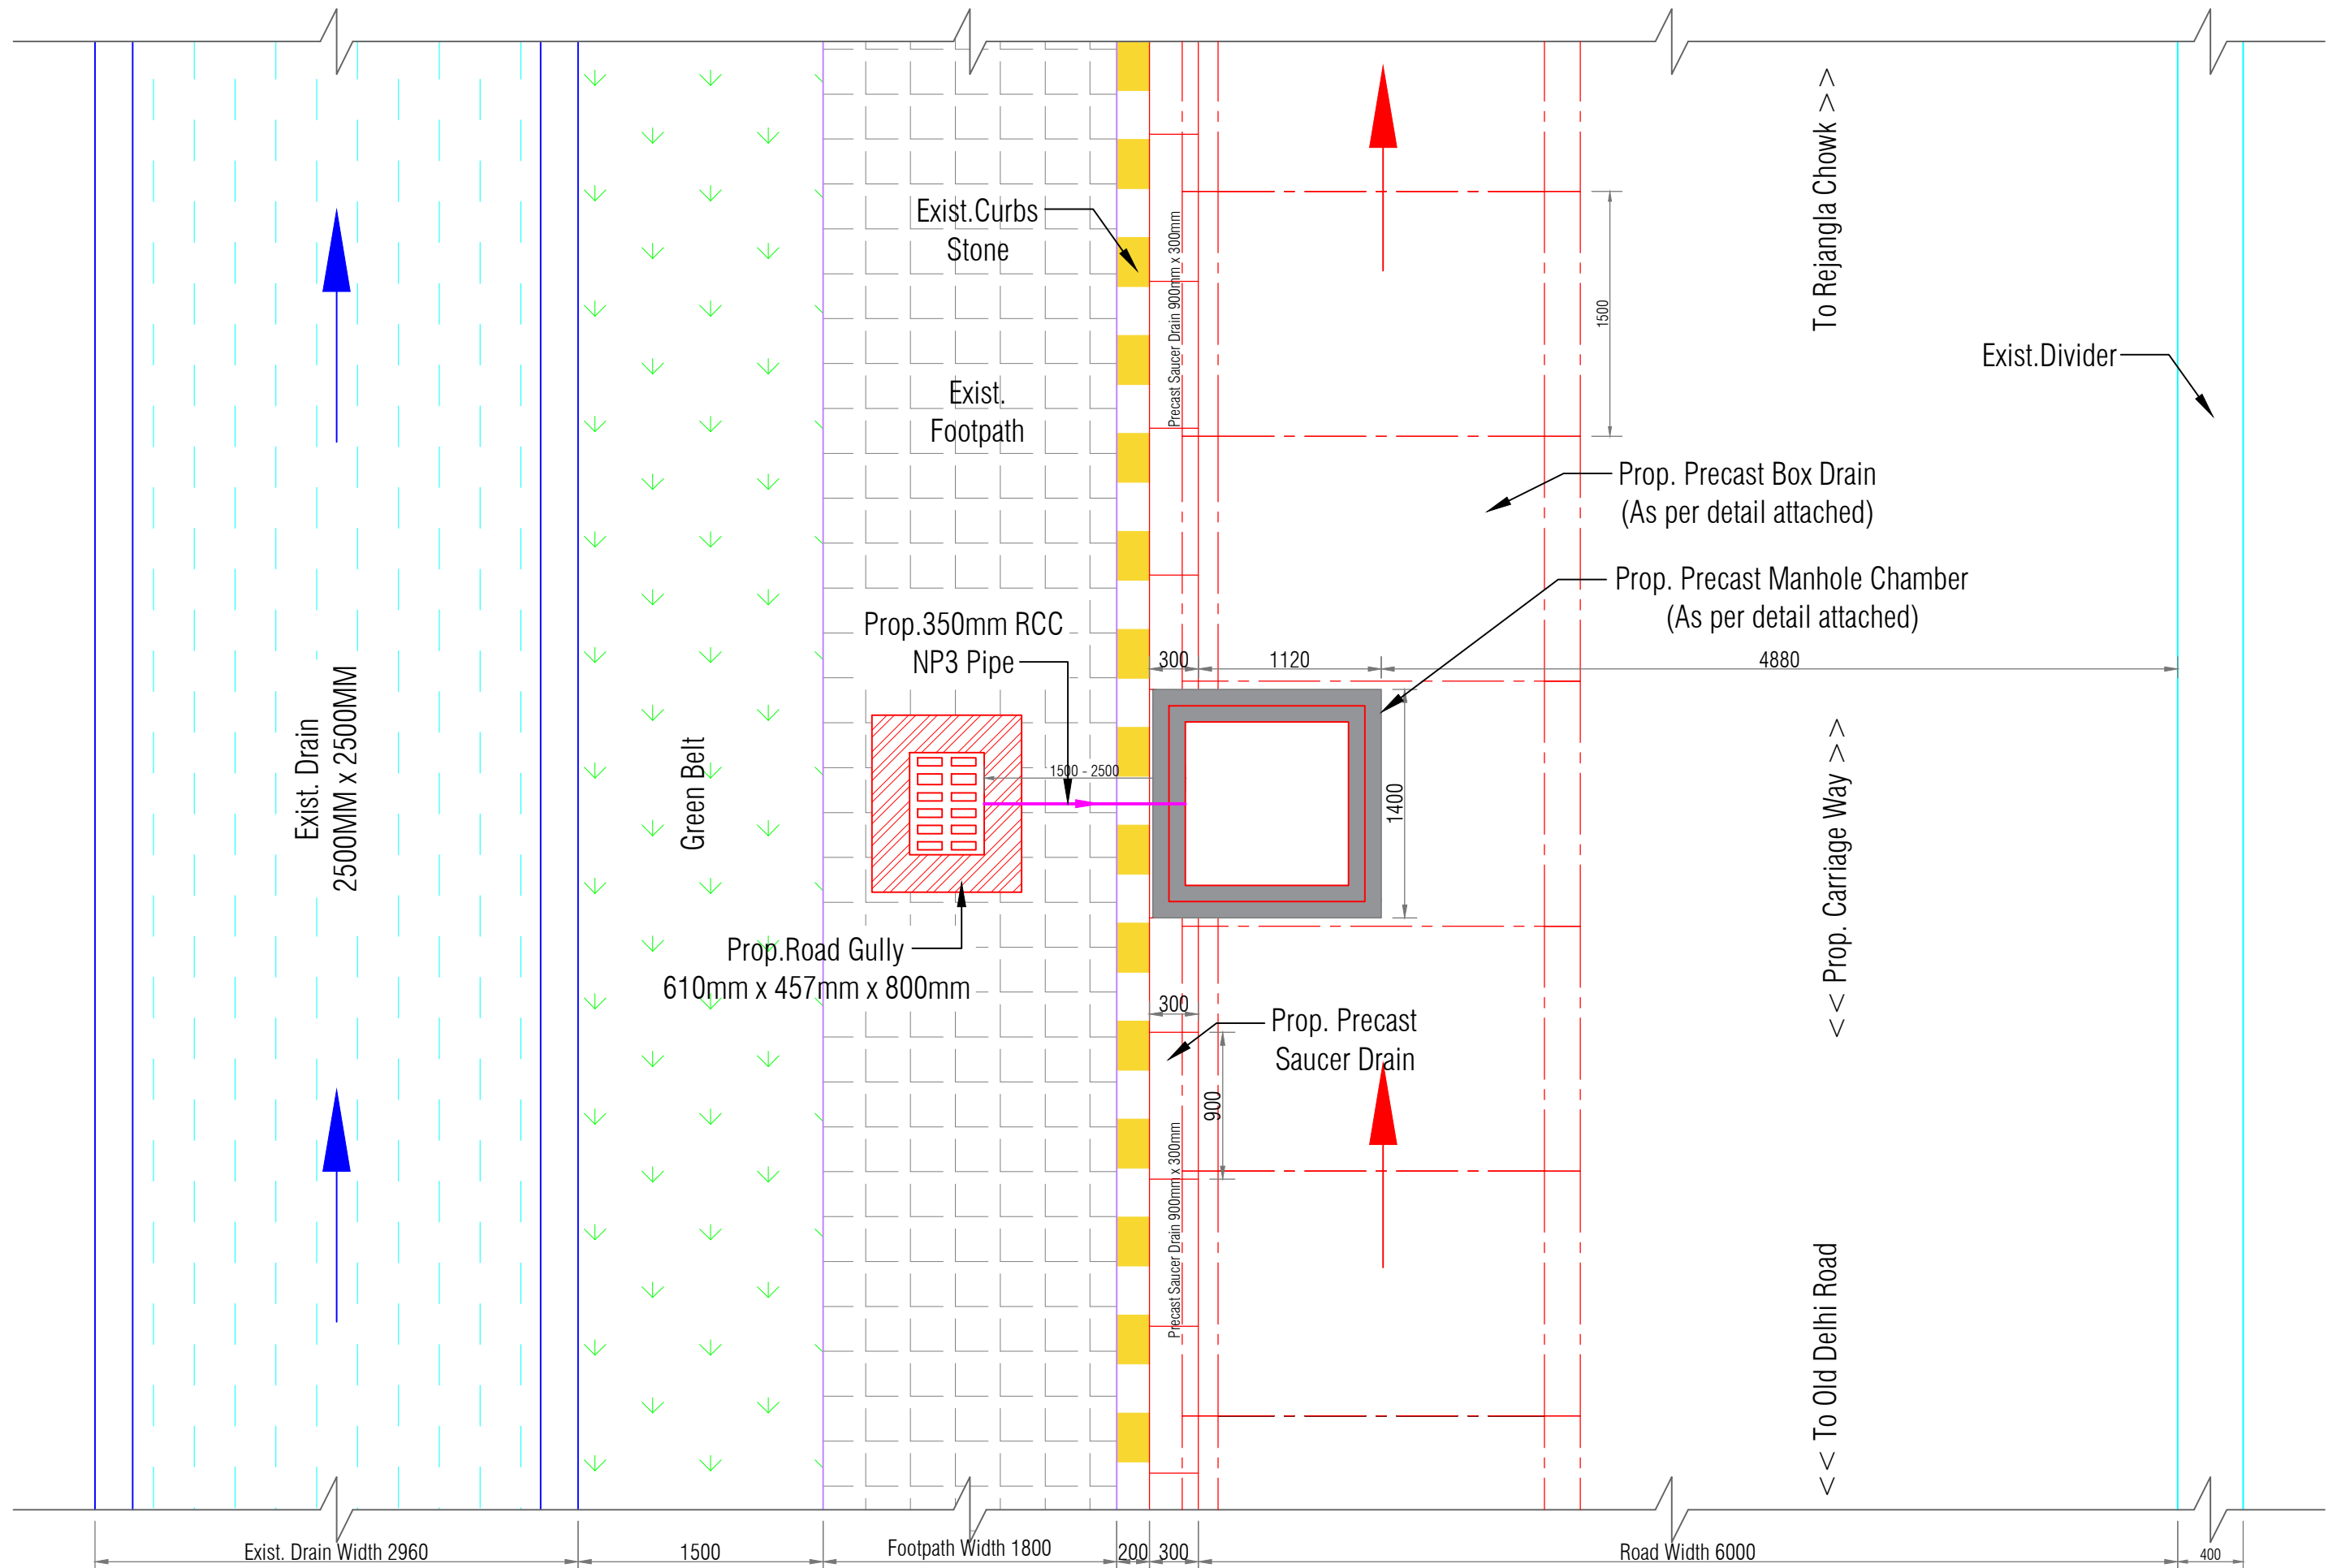 To Rejangla Chowk >>
Exist.Curbs
Stone
Precast Saucer Drain 900mm x 300mm
1500
Exist.Divider
Exist.
Footpath
Prop. Precast Box Drain
(As per detail attached)
Prop. Precast Manhole Chamber
(As per detail attached)
Prop.350mm RCC
NP3 Pipe
300
1120
4880
Exist. Drain
2500MM x 2500MM
Green Belt
1500 - 2500
1400
<< Prop. Carriage Way >>
Prop.Road Gully
610mm x 457mm x 800mm
300
Prop. Precast
Saucer Drain
900
Precast Saucer Drain 900mm x 300mm
<< To Old Delhi Road
Exist. Drain Width 2960
1500
Footpath Width 1800
200
300
Road Width 6000
400